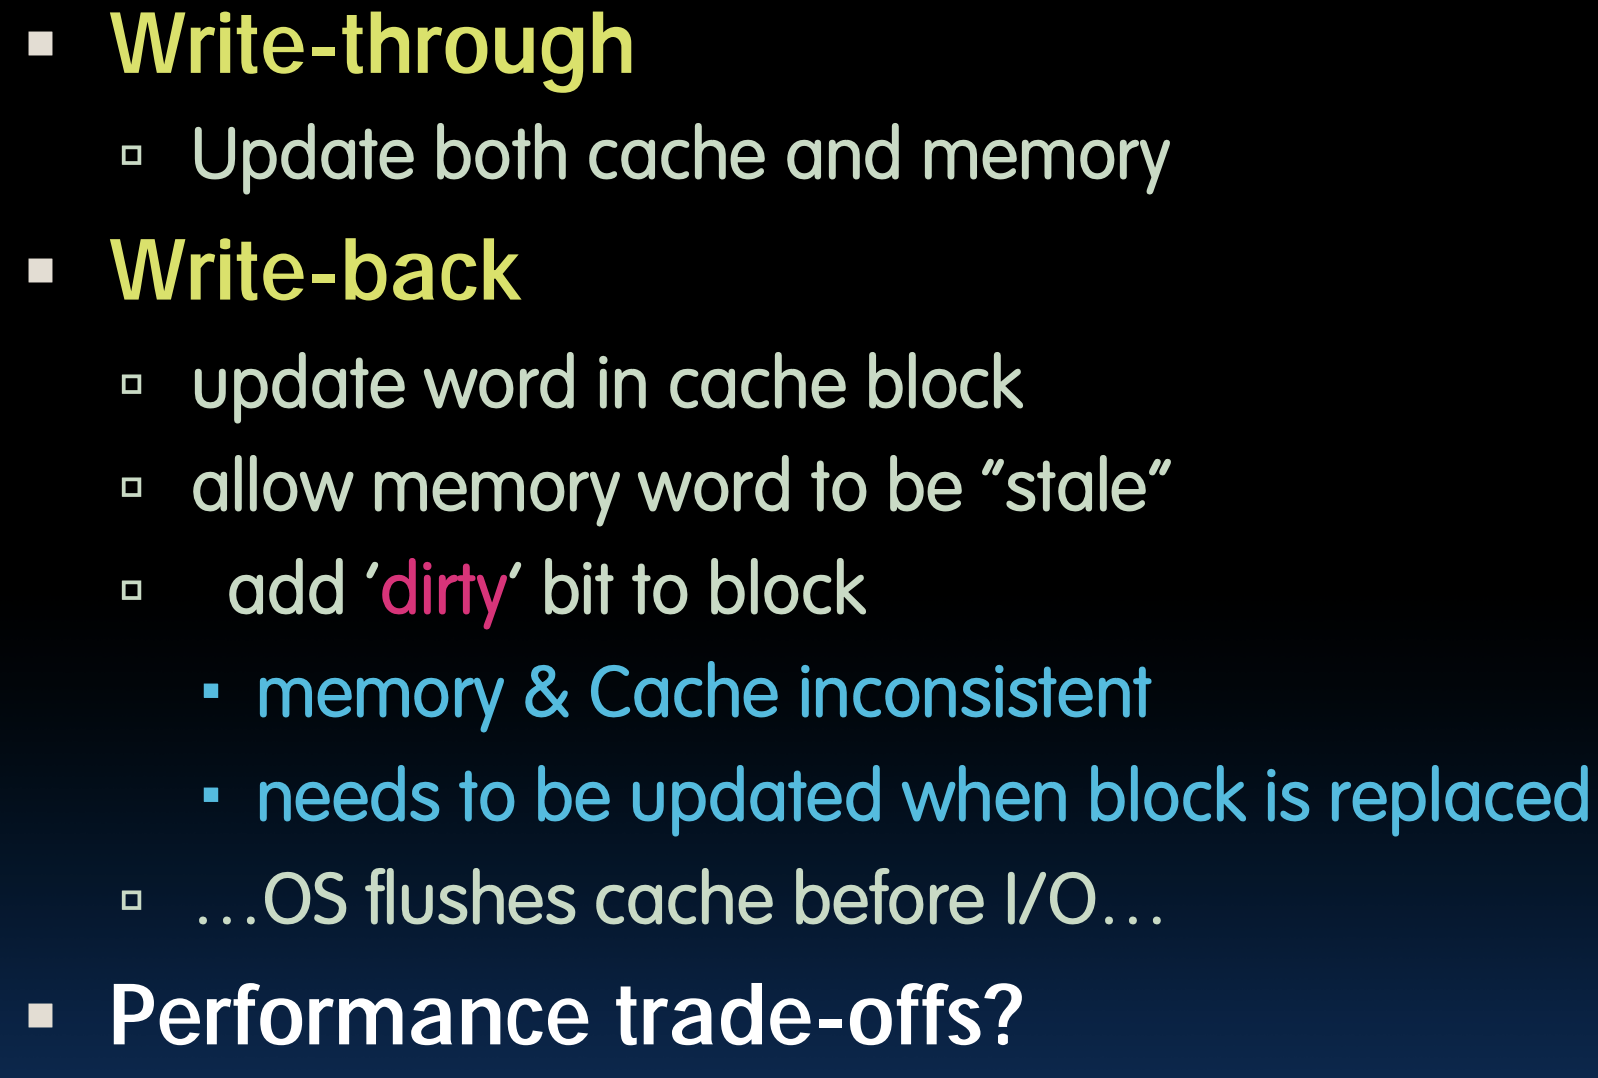 Write-through
Update both cache and memory
Write-back
update word in cache block
allow memory word to be “stale”
add ‘dirty’ bit to block
memory & Cache inconsistent
needs to be updated when block is replaced
…OS flushes cache before I/O…
Performance trade-offs?